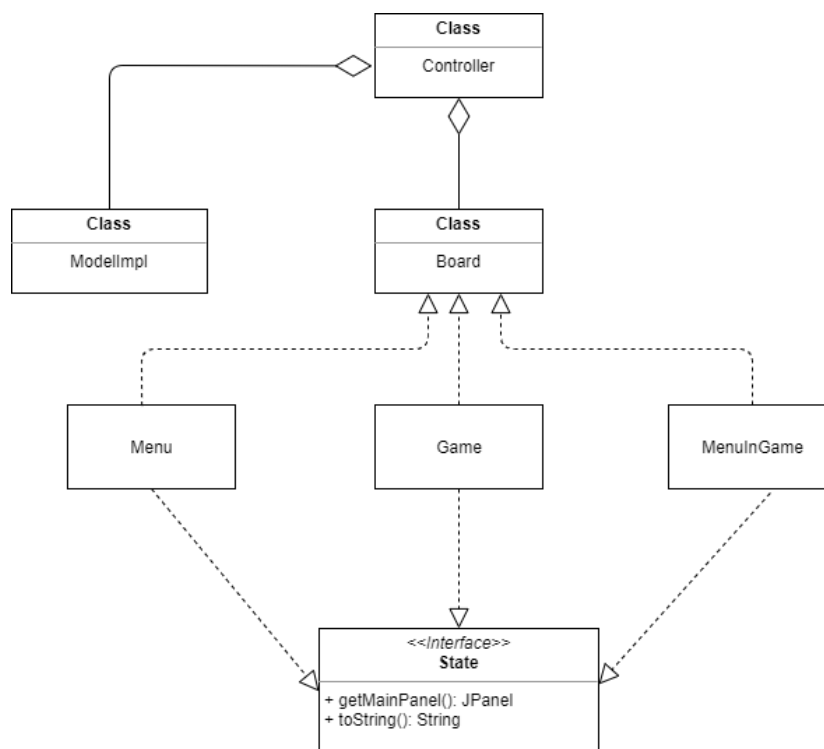 Class
Controller
Class
ModelImpl
Class
Board
Menu
Game
MenuInGame
<<Interface>>
State
+ getMainPanel(): JPanel
+ toString(): String